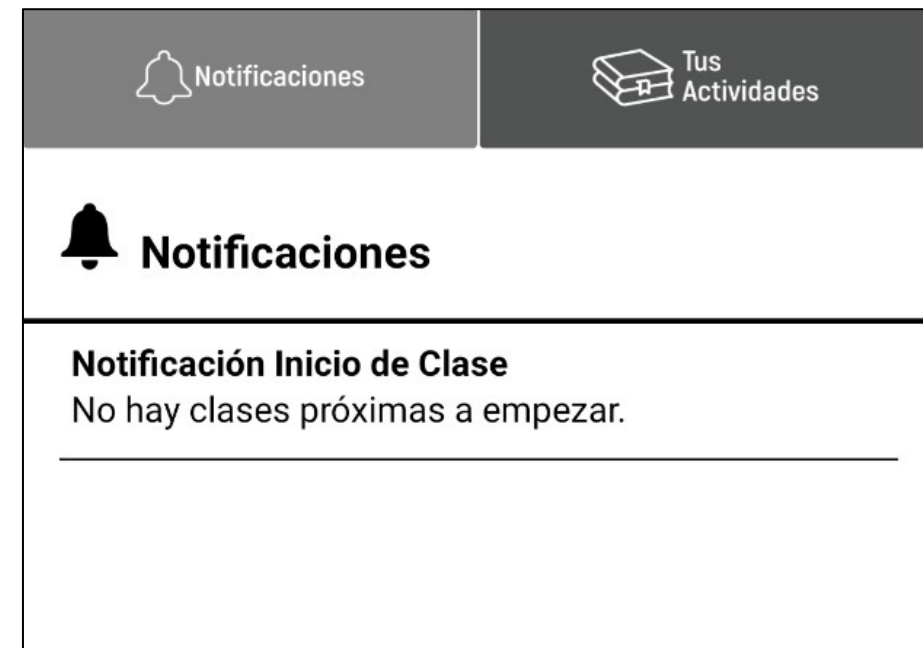 Notificaciones
Tus
Actividades
Notificaciones
Notificación Inicio de Clase
No hay clases próximas a empezar.